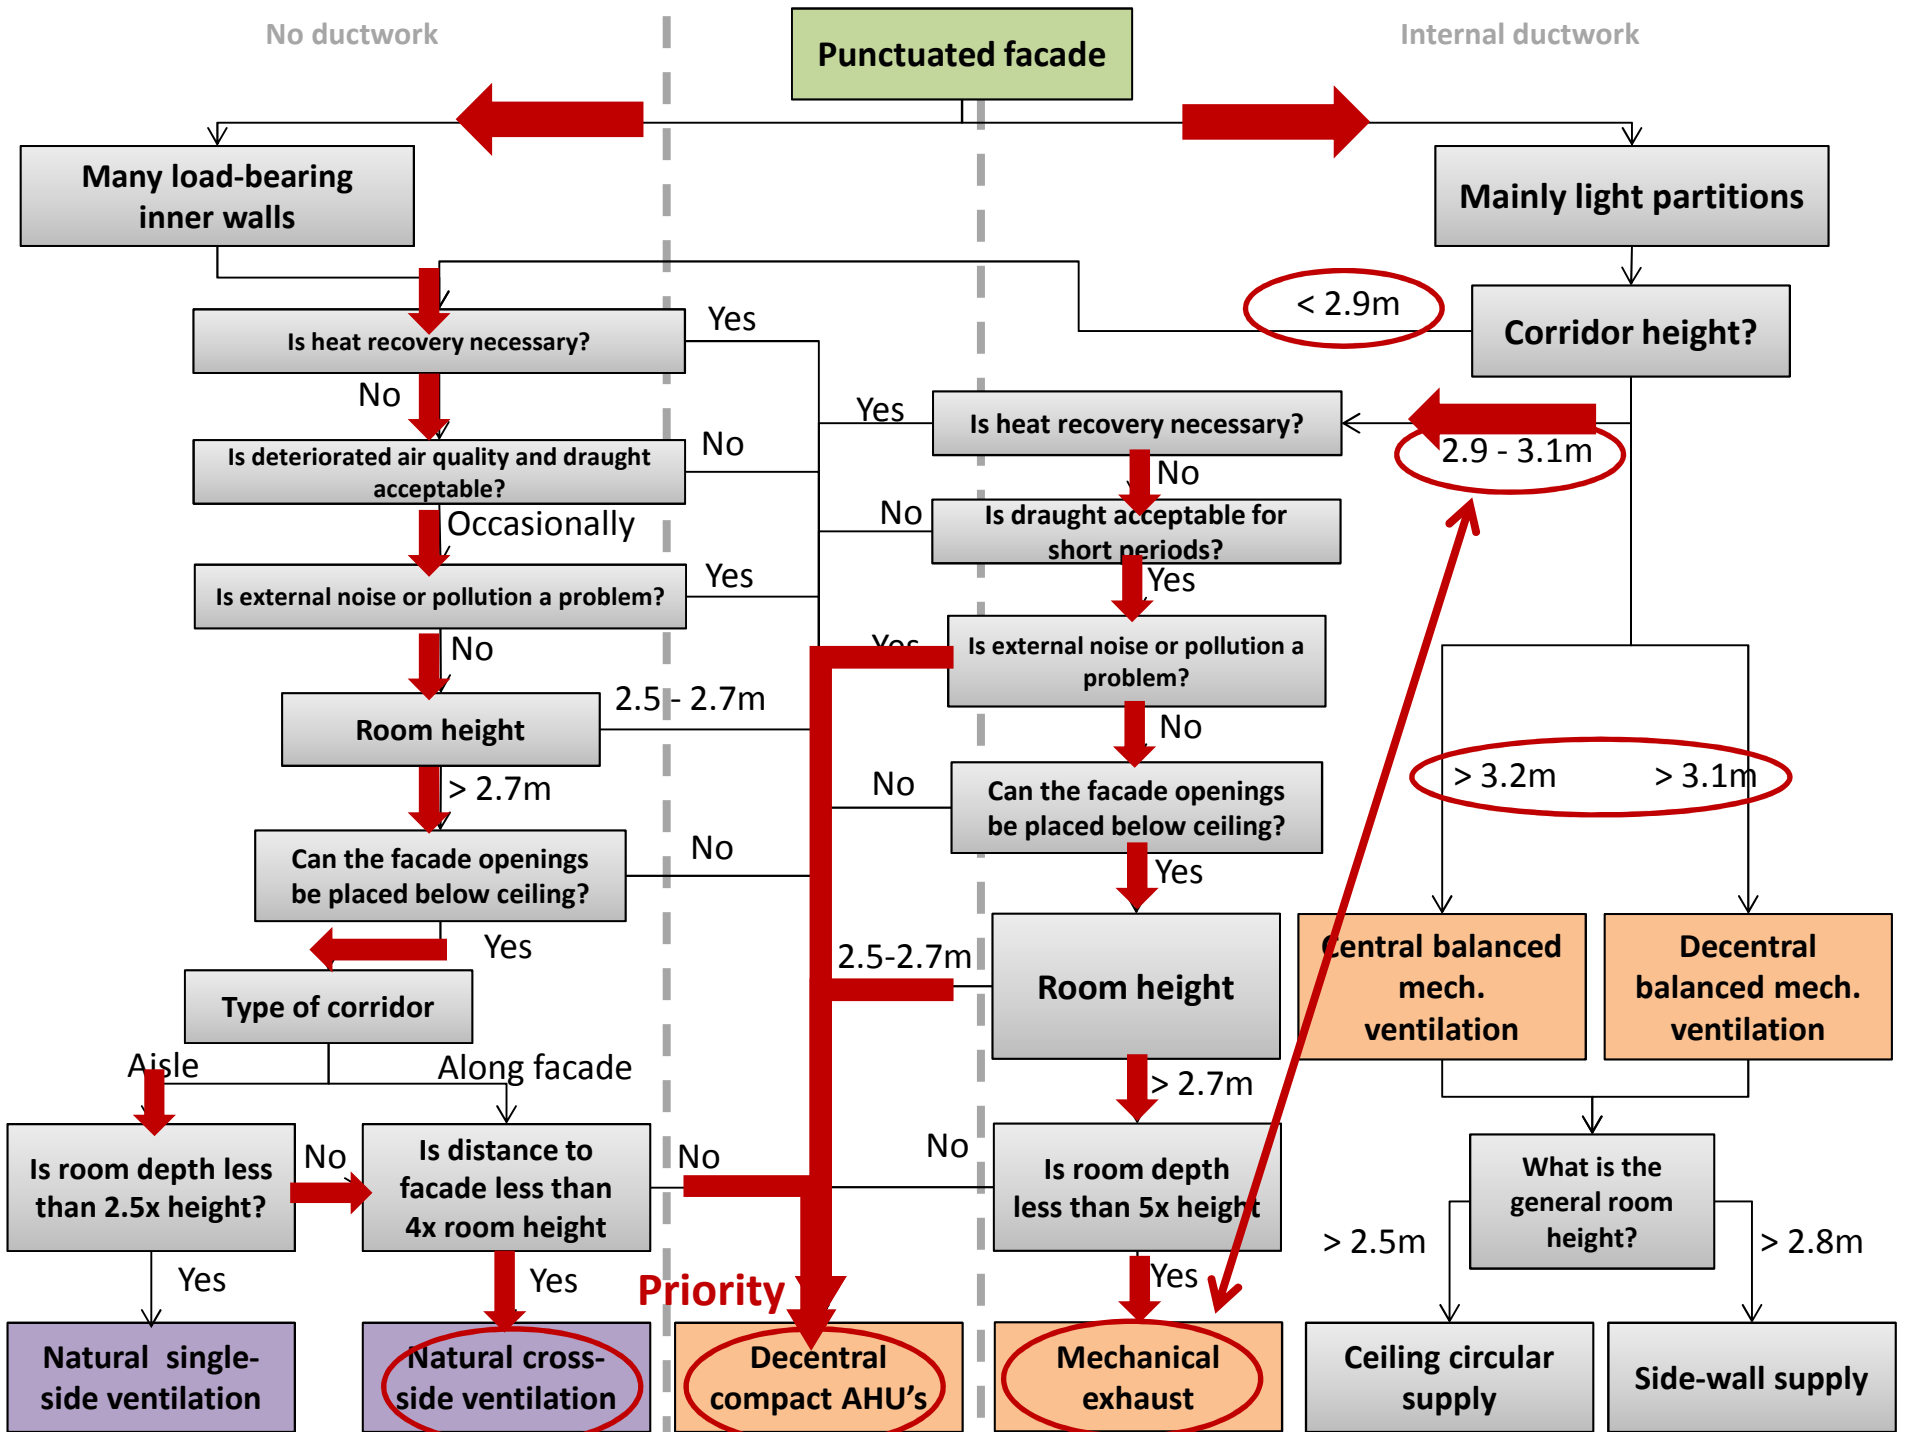 No ductwork
Punctuated facade
Internal ductwork
Many load-bearing
inner walls
Mainly light partitions
< 2.9m
Corridor height?
Is heat recovery necessary?
Yes
No
Is heat recovery necessary?
Yes
2.9 - 3.1m
No
Is deteriorated air quality and draught
acceptable?
No
Occasionally
Is draught acceptable for
short periods?
No
Yes
Is external noise or pollution a problem?
Yes
No
Is external noise or pollution a
problem?
Yes
No
Room height
2.5 - 2.7m
> 2.7m
Can the facade openings
be placed below ceiling?
No
Yes
> 3.2m
> 3.1m
Can the facade openings
be placed below ceiling?
No
Yes
Type of corridor
Aisle
Along facade
2.5-2.7m
Room height
> 2.7m
Central balanced
mech.
ventilation
Decentral
balanced mech.
ventilation
Is room depth less
than 2.5x height?
No
Yes
Is distance to
facade less than
4x room height
No
Yes
No
Is room depth
less than 5x height
Yes
What is the
general room
height?
> 2.5m
> 2.8m
Priority
Natural single-
side ventilation
Natural cross-
side ventilation
Decentral
compact AHU's
Mechanical
exhaust
Ceiling circular
supply
Side-wall supply